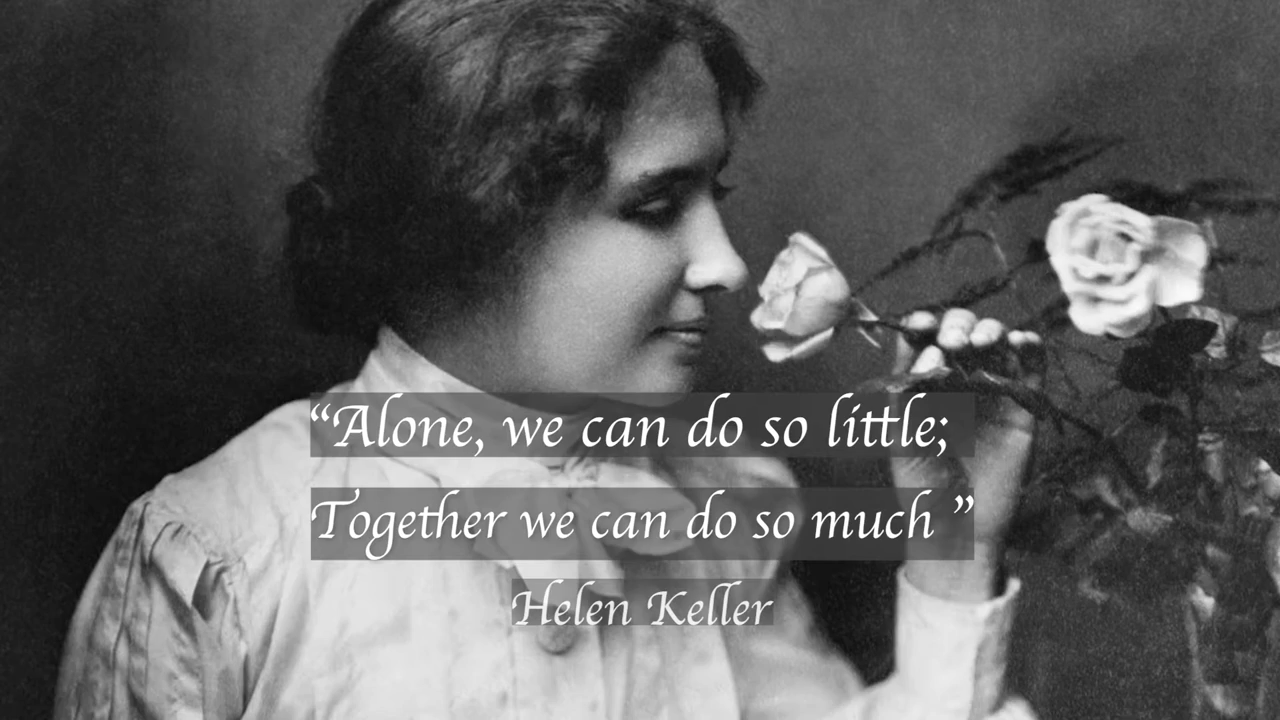 “Alone, we can do so little;
Together we can do so much ”
Helen Keller